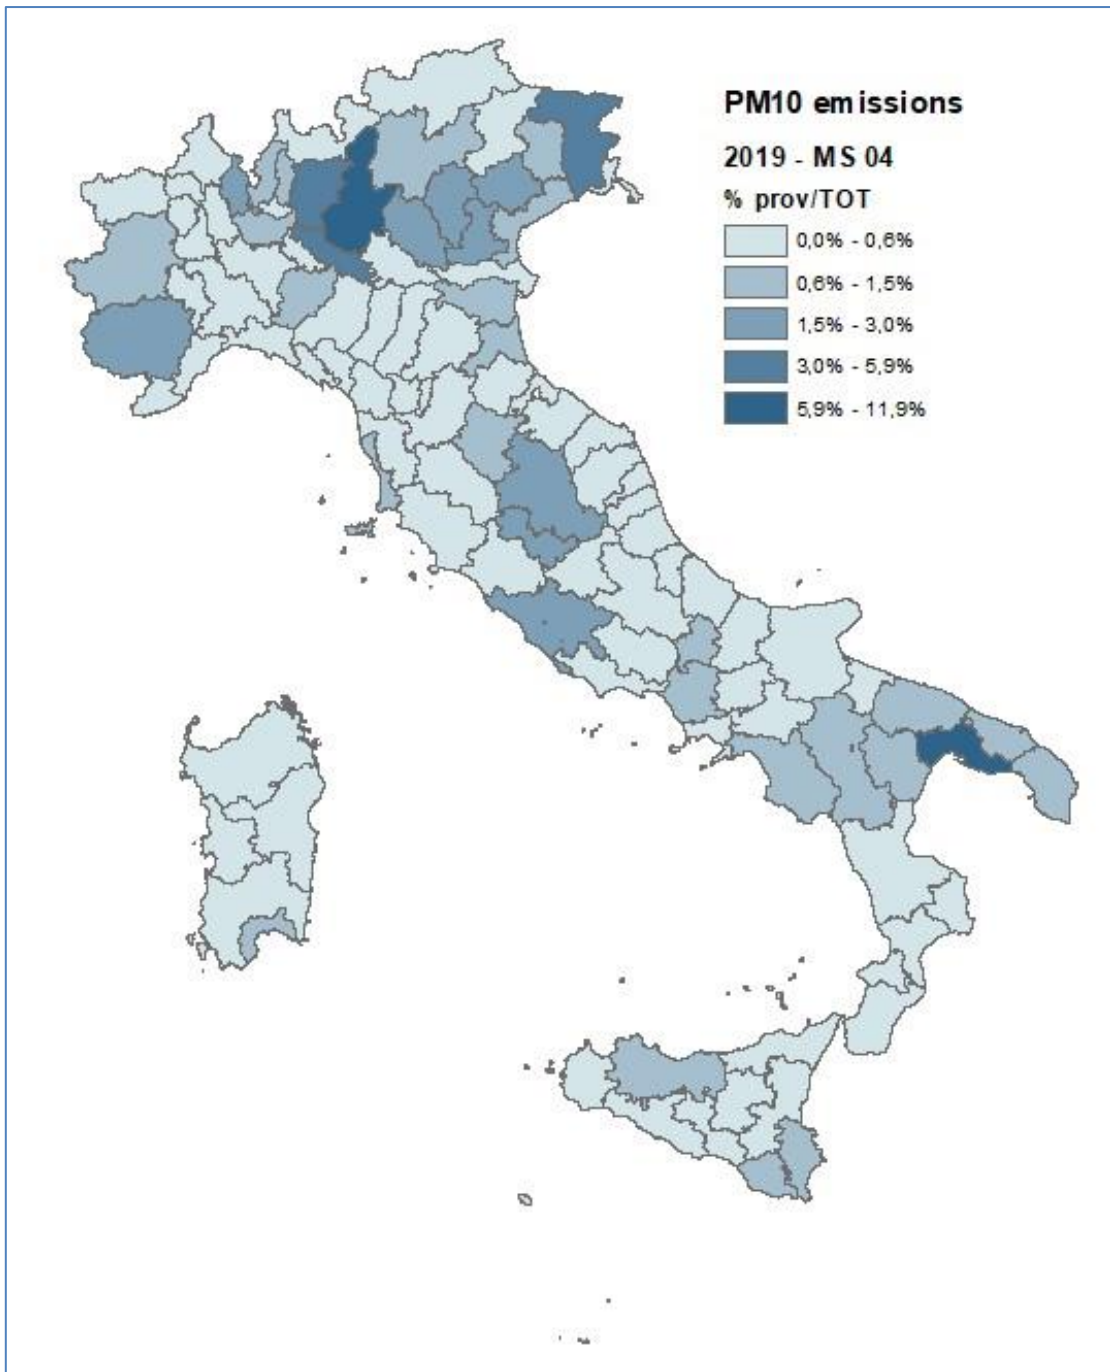 PM10 emissions
2019 - MS 04
% prov/TOT
0,0% - 0,6%
0,6% - 1,5%
1,5% - 3,0%
3,0% - 5,9%
5,9% - 11,9%